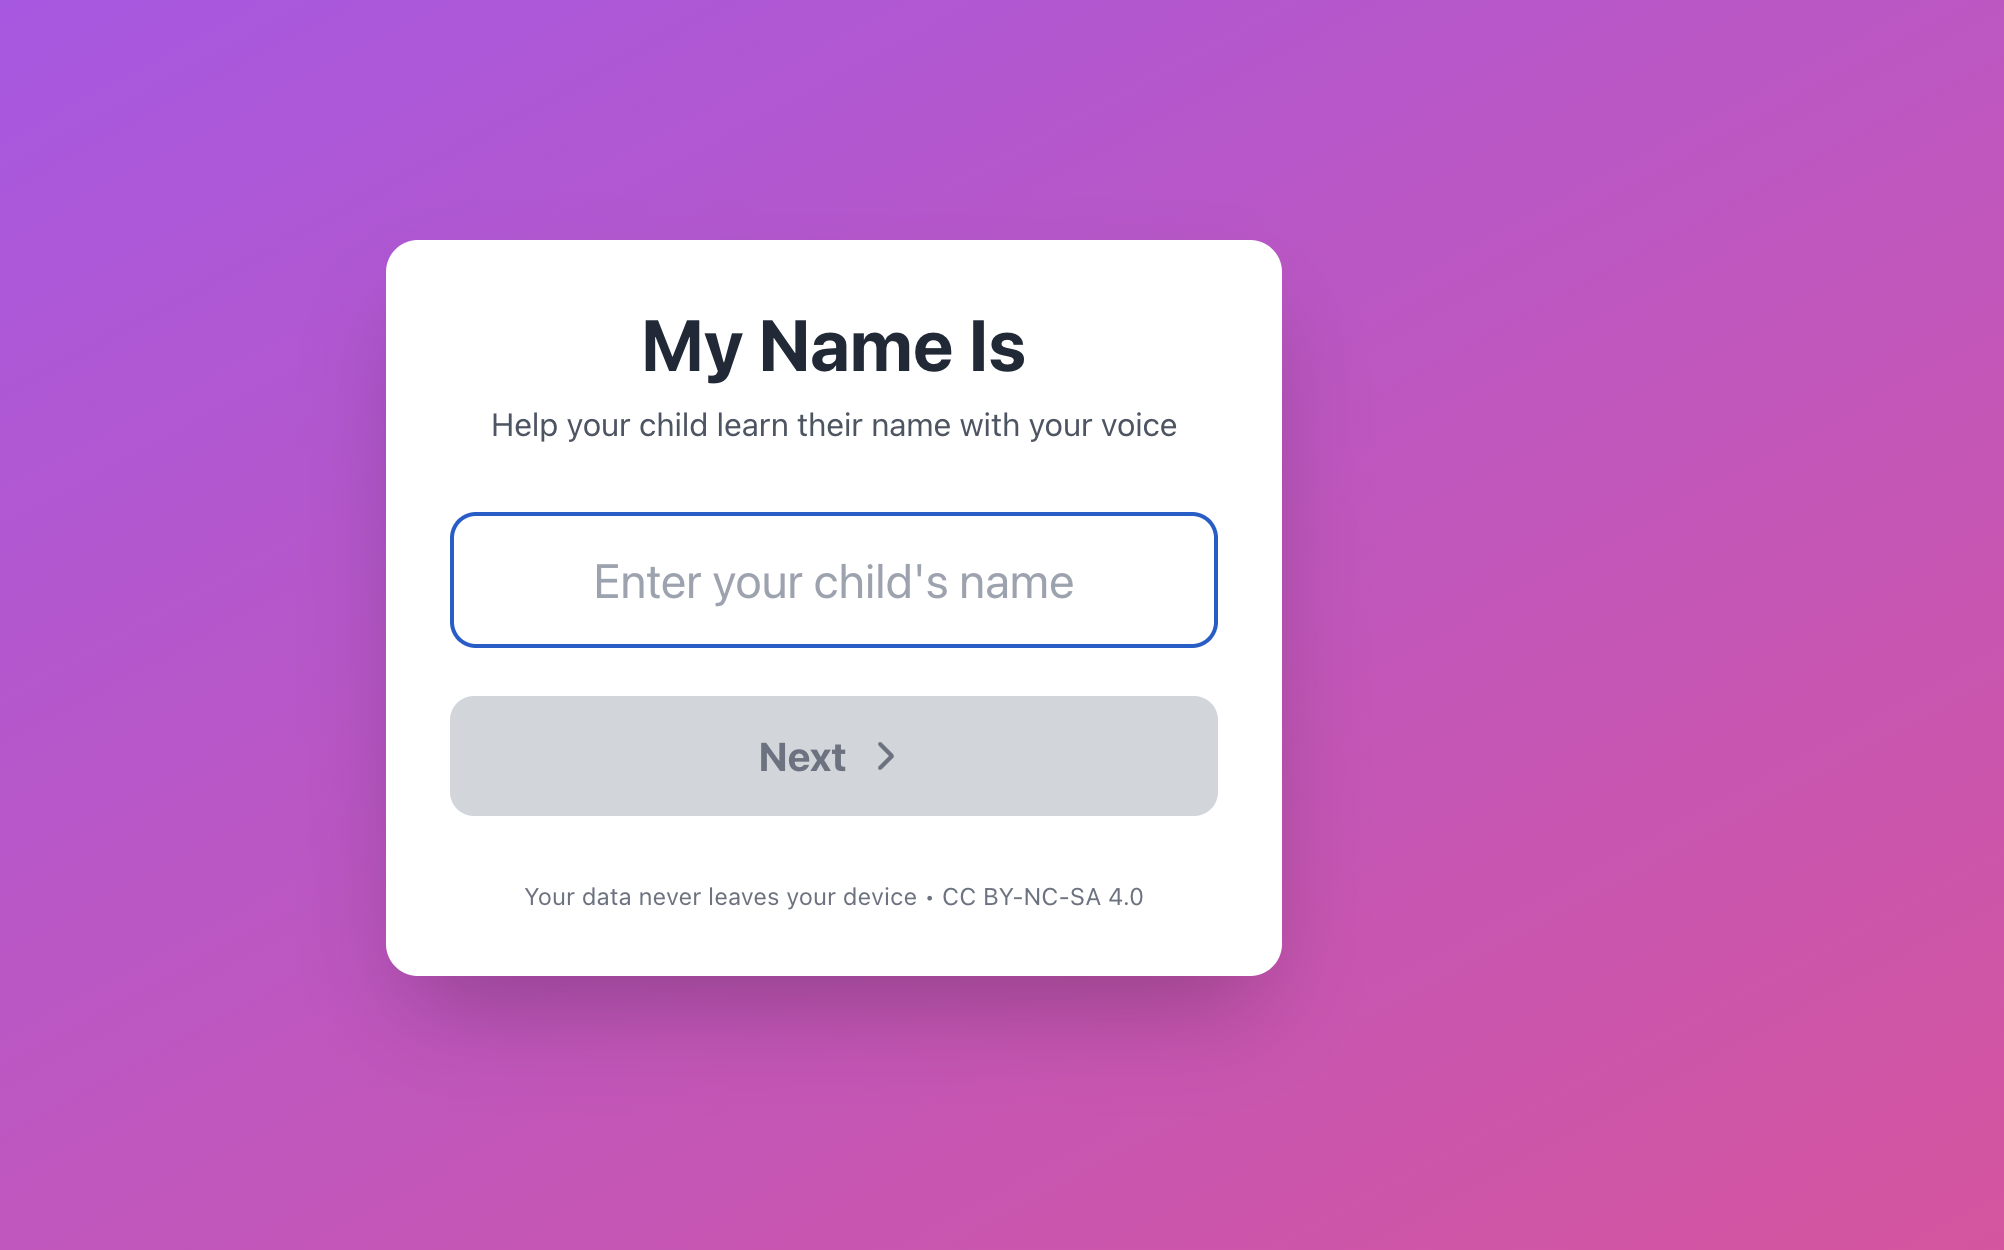 My Name Is
Help your child learn their name with your voice
Enter your child's name
Next
Your data never leaves your device • CC BY-NC-SA 4.0